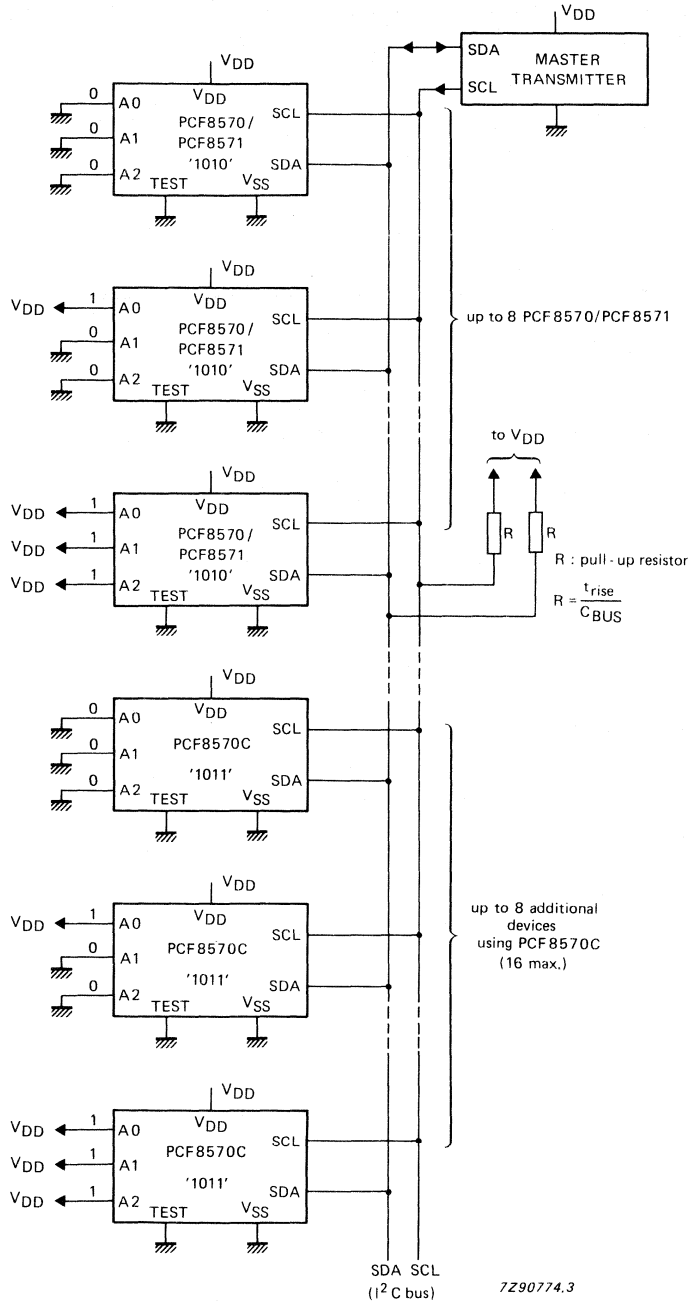 VDD
SDA
MASTER
TRANSMITTER
SCL
VDD
0 A0
0 A1
0 A2
VDD
PCF8570/
PCF8571
'1010'
SCL
SDA
TEST
VSS
up to 8 PCF8570/PCF8571
VDD
VDD 1 A0
0 A1
0 A2
VDD
PCF8570/
PCF8571
'1010'
SCL
SDA
TEST
VSS
to VDD
R
R
R : pull-up resistor
R = trise
CBUS
VDD
VDD 1 A0
VDD 1 A1
VDD 1 A2
VDD
PCF8570/
PCF8571
'1010'
SCL
SDA
TEST
VSS
VDD
0 A0
0 A1
0 A2
VDD
PCF8570C
'1011'
SCL
SDA
TEST
VSS
up to 8 additional
devices
using PCF8570C
(16 max.)
VDD
VDD 1 A0
0 A1
0 A2
VDD
PCF8570C
'1011'
SCL
SDA
TEST
VSS
VDD
VDD 1 A0
VDD 1 A1
VDD 1 A2
VDD
PCF8570C
'1011'
SCL
SDA
TEST
VSS
SDA SCL
(I²C bus)
7Z90774.3